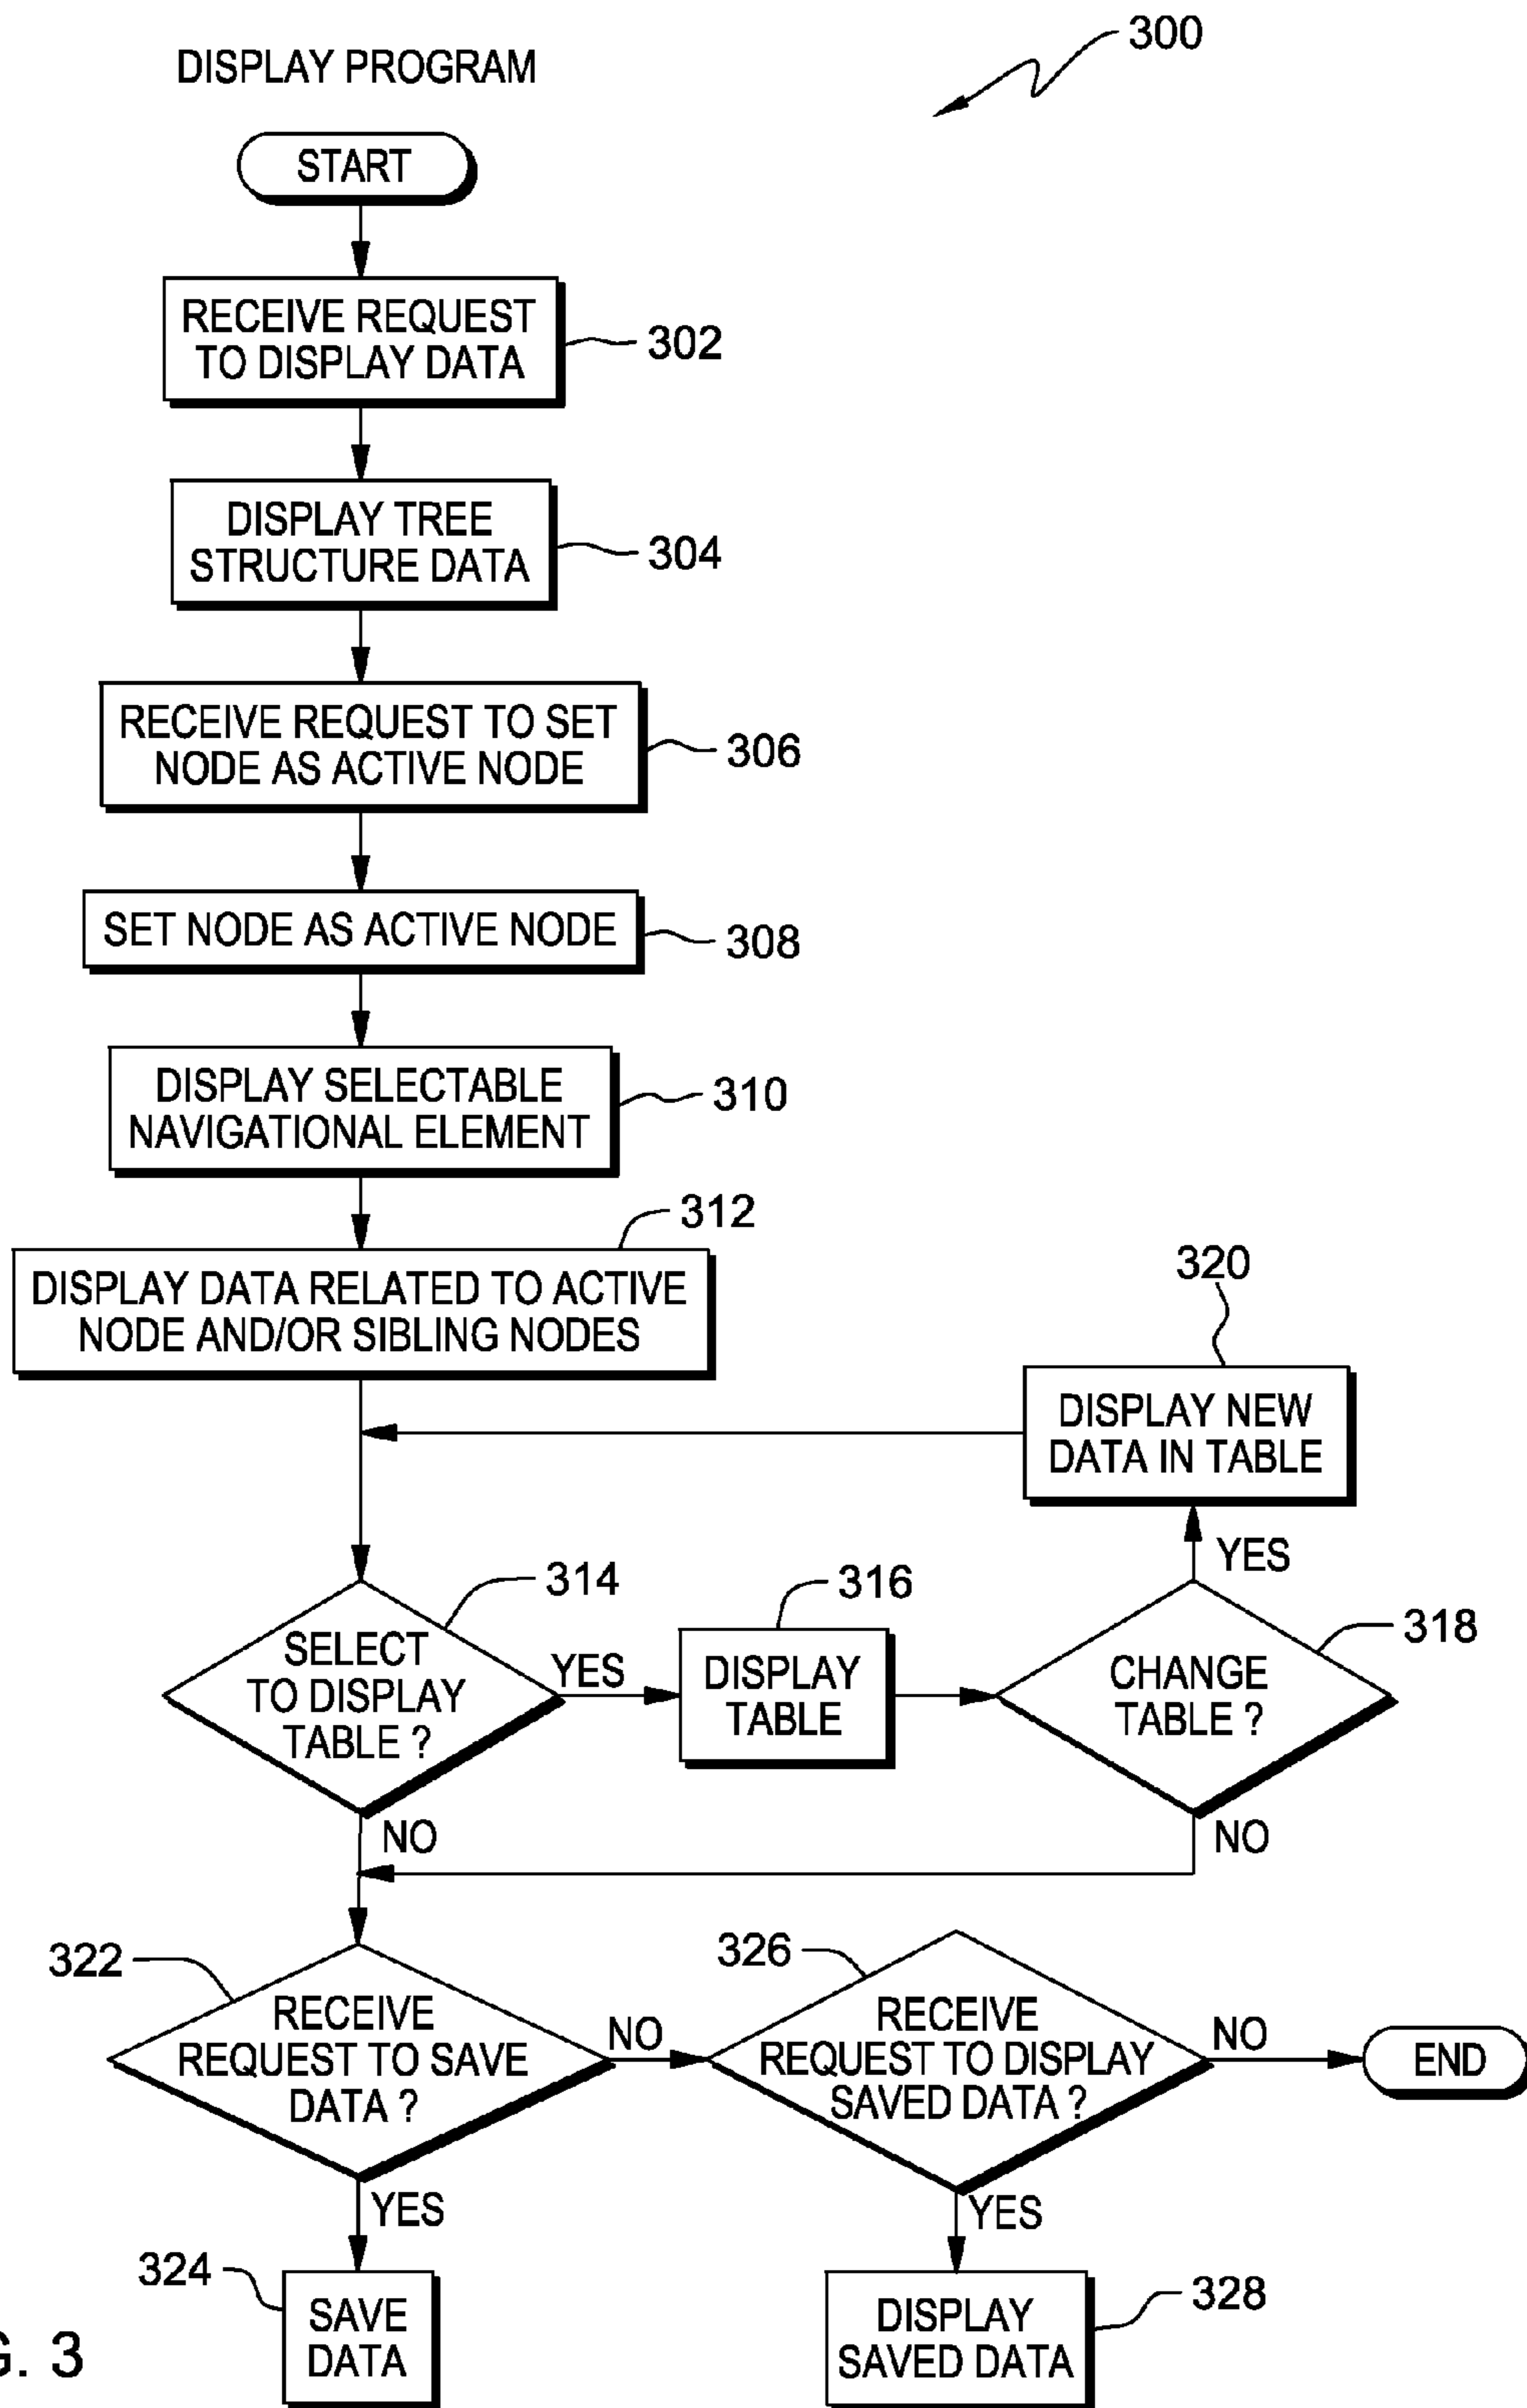 300
DISPLAY PROGRAM
START
RECEIVE REQUEST
TO DISPLAY DATA
302
DISPLAY TREE
STRUCTURE DATA
304
RECEIVE REQUEST TO SET
NODE AS ACTIVE NODE
306
SET NODE AS ACTIVE NODE
308
DISPLAY SELECTABLE
NAVIGATIONAL ELEMENT
310
312
DISPLAY DATA RELATED TO ACTIVE
NODE AND/OR SIBLING NODES
320
DISPLAY NEW
DATA IN TABLE
YES
314
SELECT
TO DISPLAY
TABLE ?
YES
316
DISPLAY
TABLE
318
CHANGE
TABLE ?
NO
NO
322
RECEIVE
REQUEST TO SAVE
DATA ?
NO
326
RECEIVE
REQUEST TO DISPLAY
SAVED DATA ?
NO
END
YES
YES
324
SAVE
DATA
328
DISPLAY
SAVED DATA
G. 3